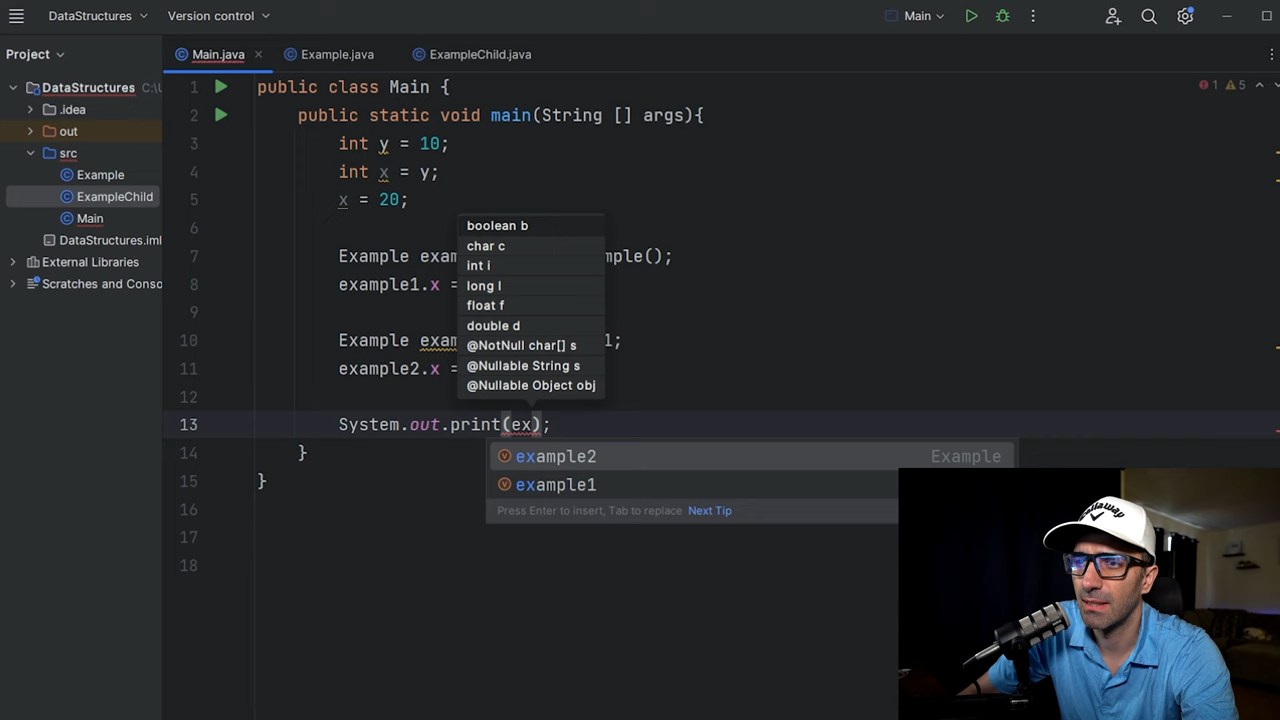 DataStructures
Version control
Main
Project
Main.java
Example.java
ExampleChild.java
DataStructures C:\U
.idea
out
src
Example
ExampleChild
Main
DataStructures.iml
External Libraries
Scratches and Conso
1 5
1 public class Main {
2 public static void main(String [] args){
3 int y = 10;
4 int x = y;
5 x = 20;
6
7 Example exam mple();
8 example1.x =
9
10 Example exam 1;
11 example2.x =
12
13 System.out.print(ex);
14 }
15 }
16
17
18
boolean b
char c
int i
long l
float f
double d
@NotNull char[] s
@Nullable String s
@Nullable Object obj
example2 Example
example1
Press Enter to insert, Tab to replace Next Tip